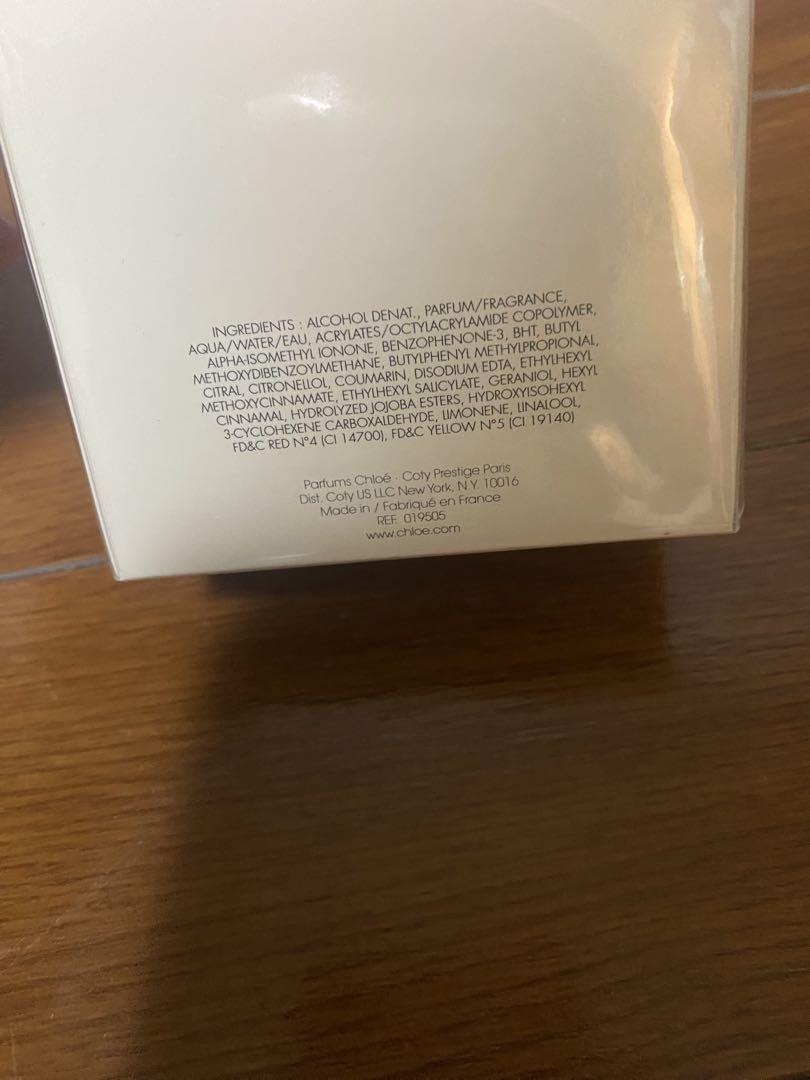 INGREDIENTS : ALCOHOL DENAT., PARFUM/FRAGRANCE,
AQUA/WATER/EAU, ACRYLATES/OCTYLACRYLAMIDE COPOLYMER,
ALPHA-ISOMETHYL IONONE, BENZOPHENONE-3, BHT, BUTYL
METHOXYDIBENZOYLMETHANE, BUTYLPHENYL METHYLPROPIONAL,
CITRAL, CITRONELLOL, COUMARIN, DISODIUM EDTA, ETHYLHEXYL
METHOXYCINNAMATE, ETHYLHEXYL SALICYLATE, GERANIOL, HEXYL
CINNAMAL, HYDROLYZED JOJOBA ESTERS, HYDROXYISOHEXYL
3-CYCLOHEXENE CARBOXALDEHYDE, LIMONENE, LINALOOL,
FD&C RED N°4 (CI 14700), FD&C YELLOW N°5 (CI 19140)
Parfums Chloé · Coty Prestige Paris
Dist. Coty US LLC New York, N.Y. 10016
Made in / Fabriqué en France
REF. 019505
www.chloe.com